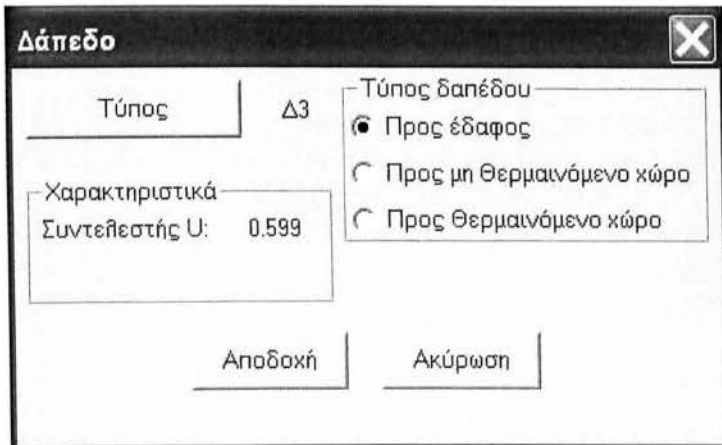 Δάπεδο
Τύπος Δ3
Τύπος δαπέδου
Προς έδαφος
Προς μη Θερμαινόμενο χώρο
Προς Θερμαινόμενο χώρο
Χαρακτηριστικά
Συντελεστής U: 0.599
Αποδοχή Ακύρωση